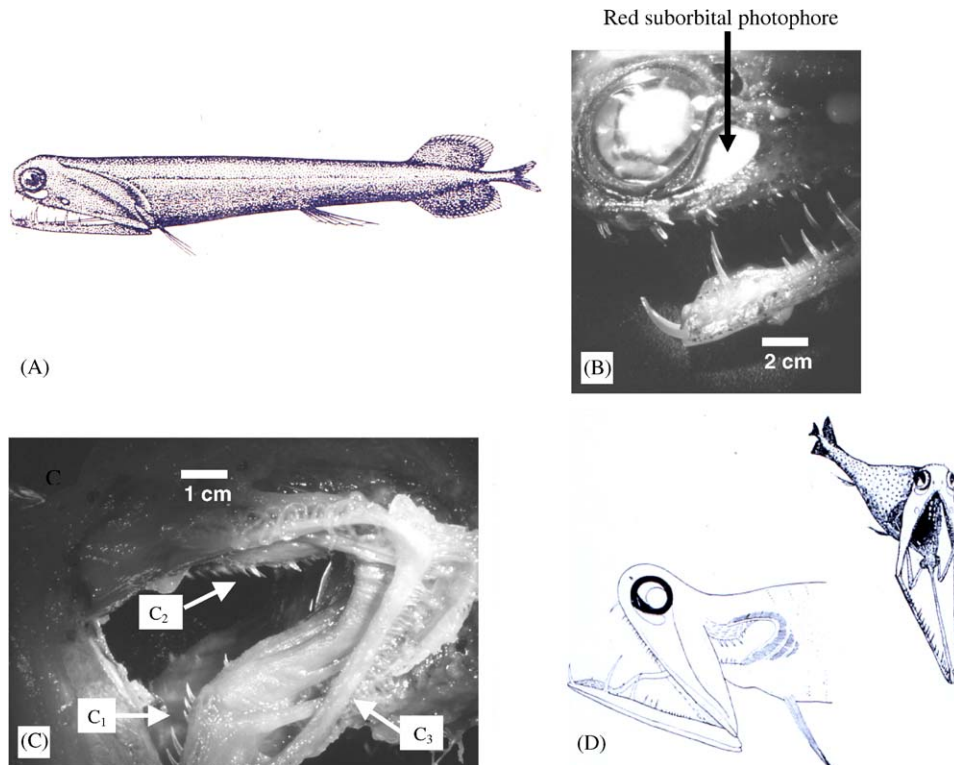 Red suborbital photophore
(A)
(B)
2 cm
C
1 cm
C2
C1
C3
(C)
(D)